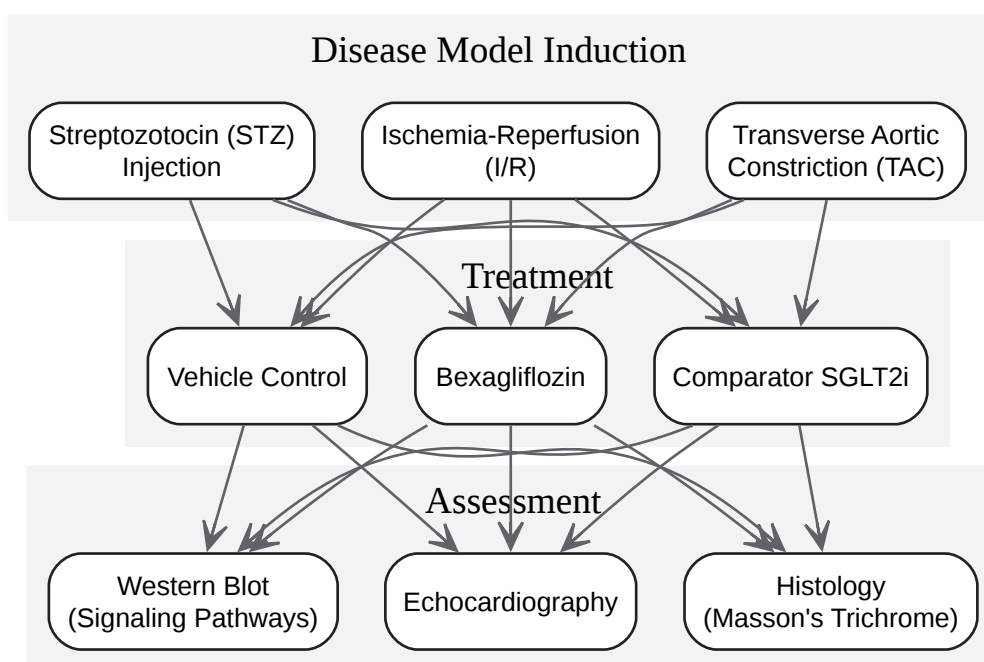 Disease Model Induction
Streptozotocin (STZ)
Injection
Ischemia-Reperfusion
(I/R)
Transverse Aortic
Constriction (TAC)
Treatment
Vehicle Control
Bexagliflozin
Comparator SGLT2i
Assessment
Western Blot
(Signaling Pathways)
Echocardiography
Histology
(Masson's Trichrome)